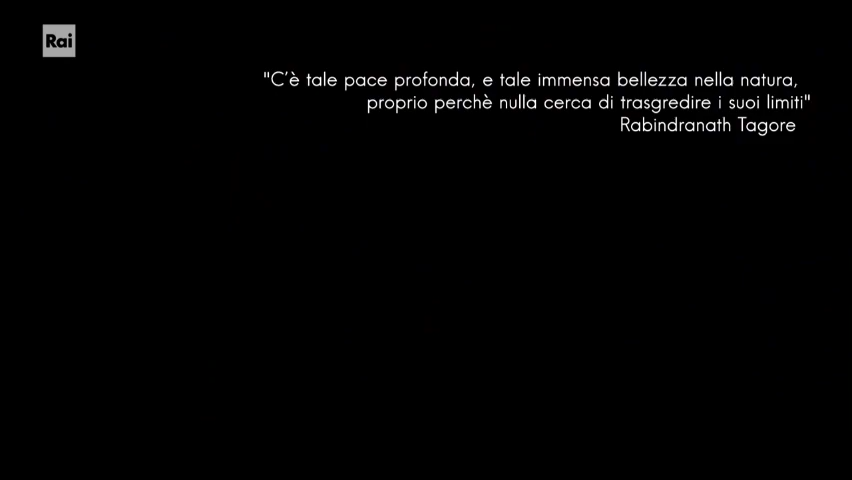 Rai
"C'è tale pace profonda, e tale immensa bellezza nella natura,
proprio perchè nulla cerca di trasgredire i suoi limiti"
Rabindranath Tagore